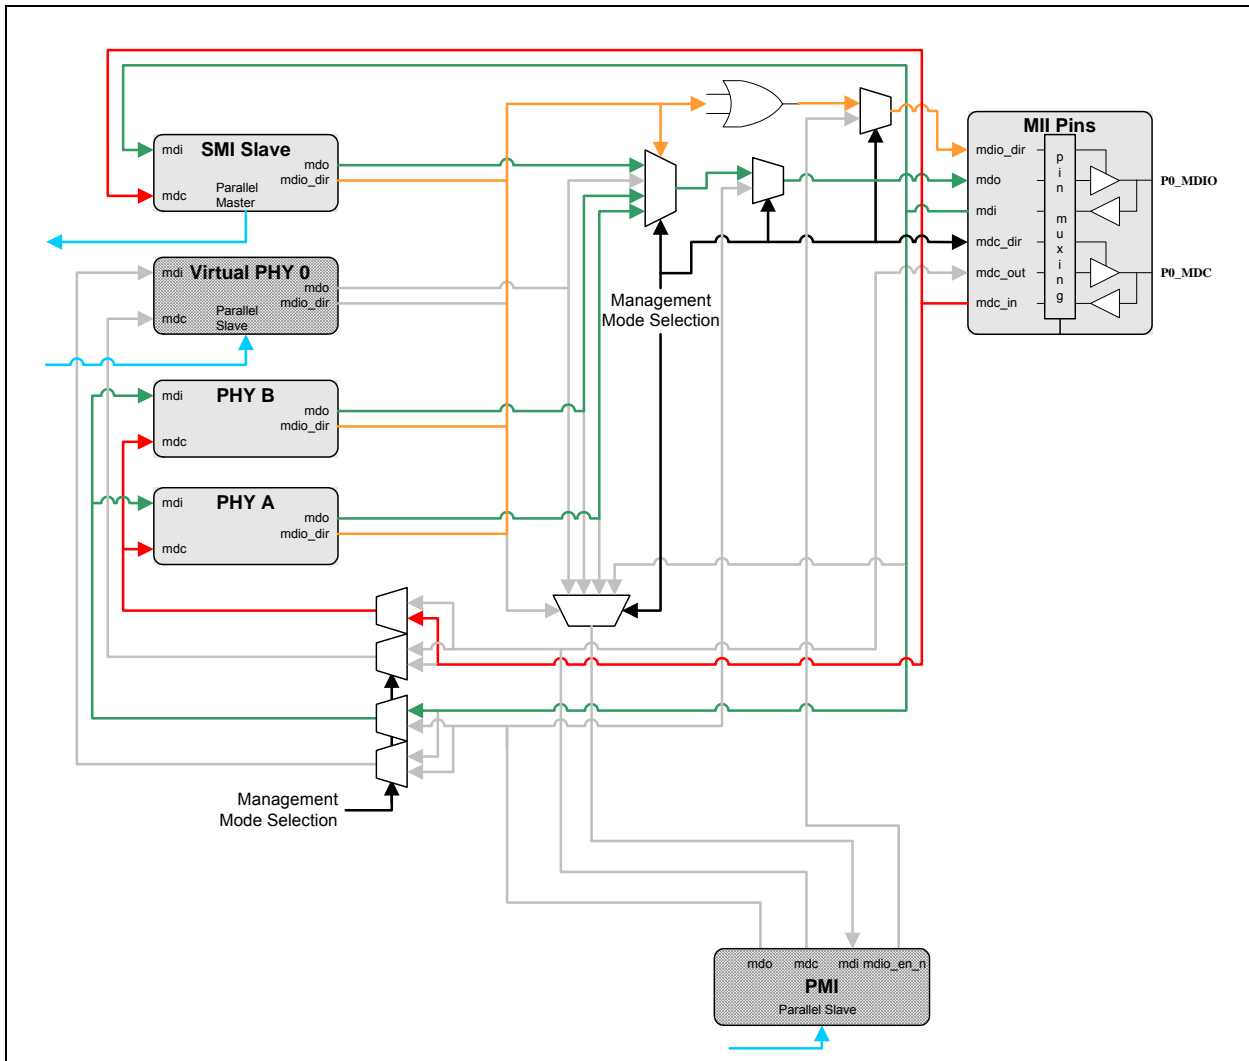 SMI Slave
mdi
mdc
mdo
mdio_dir
Parallel
Master
Virtual PHY 0
mdi
mdc
mdo
mdio_dir
Parallel
Slave
PHY B
mdi
mdc
mdo
mdio_dir
PHY A
mdi
mdc
mdo
mdio_dir
Management
Mode Selection
MII Pins
mdio_dir
mdo
mdi
mdc_dir
mdc_out
mdc_in
pin muxing
P0_MDIO
P0_MDC
Management
Mode Selection
mdo mdc mdi mdio_en_n
PMI
Parallel Slave